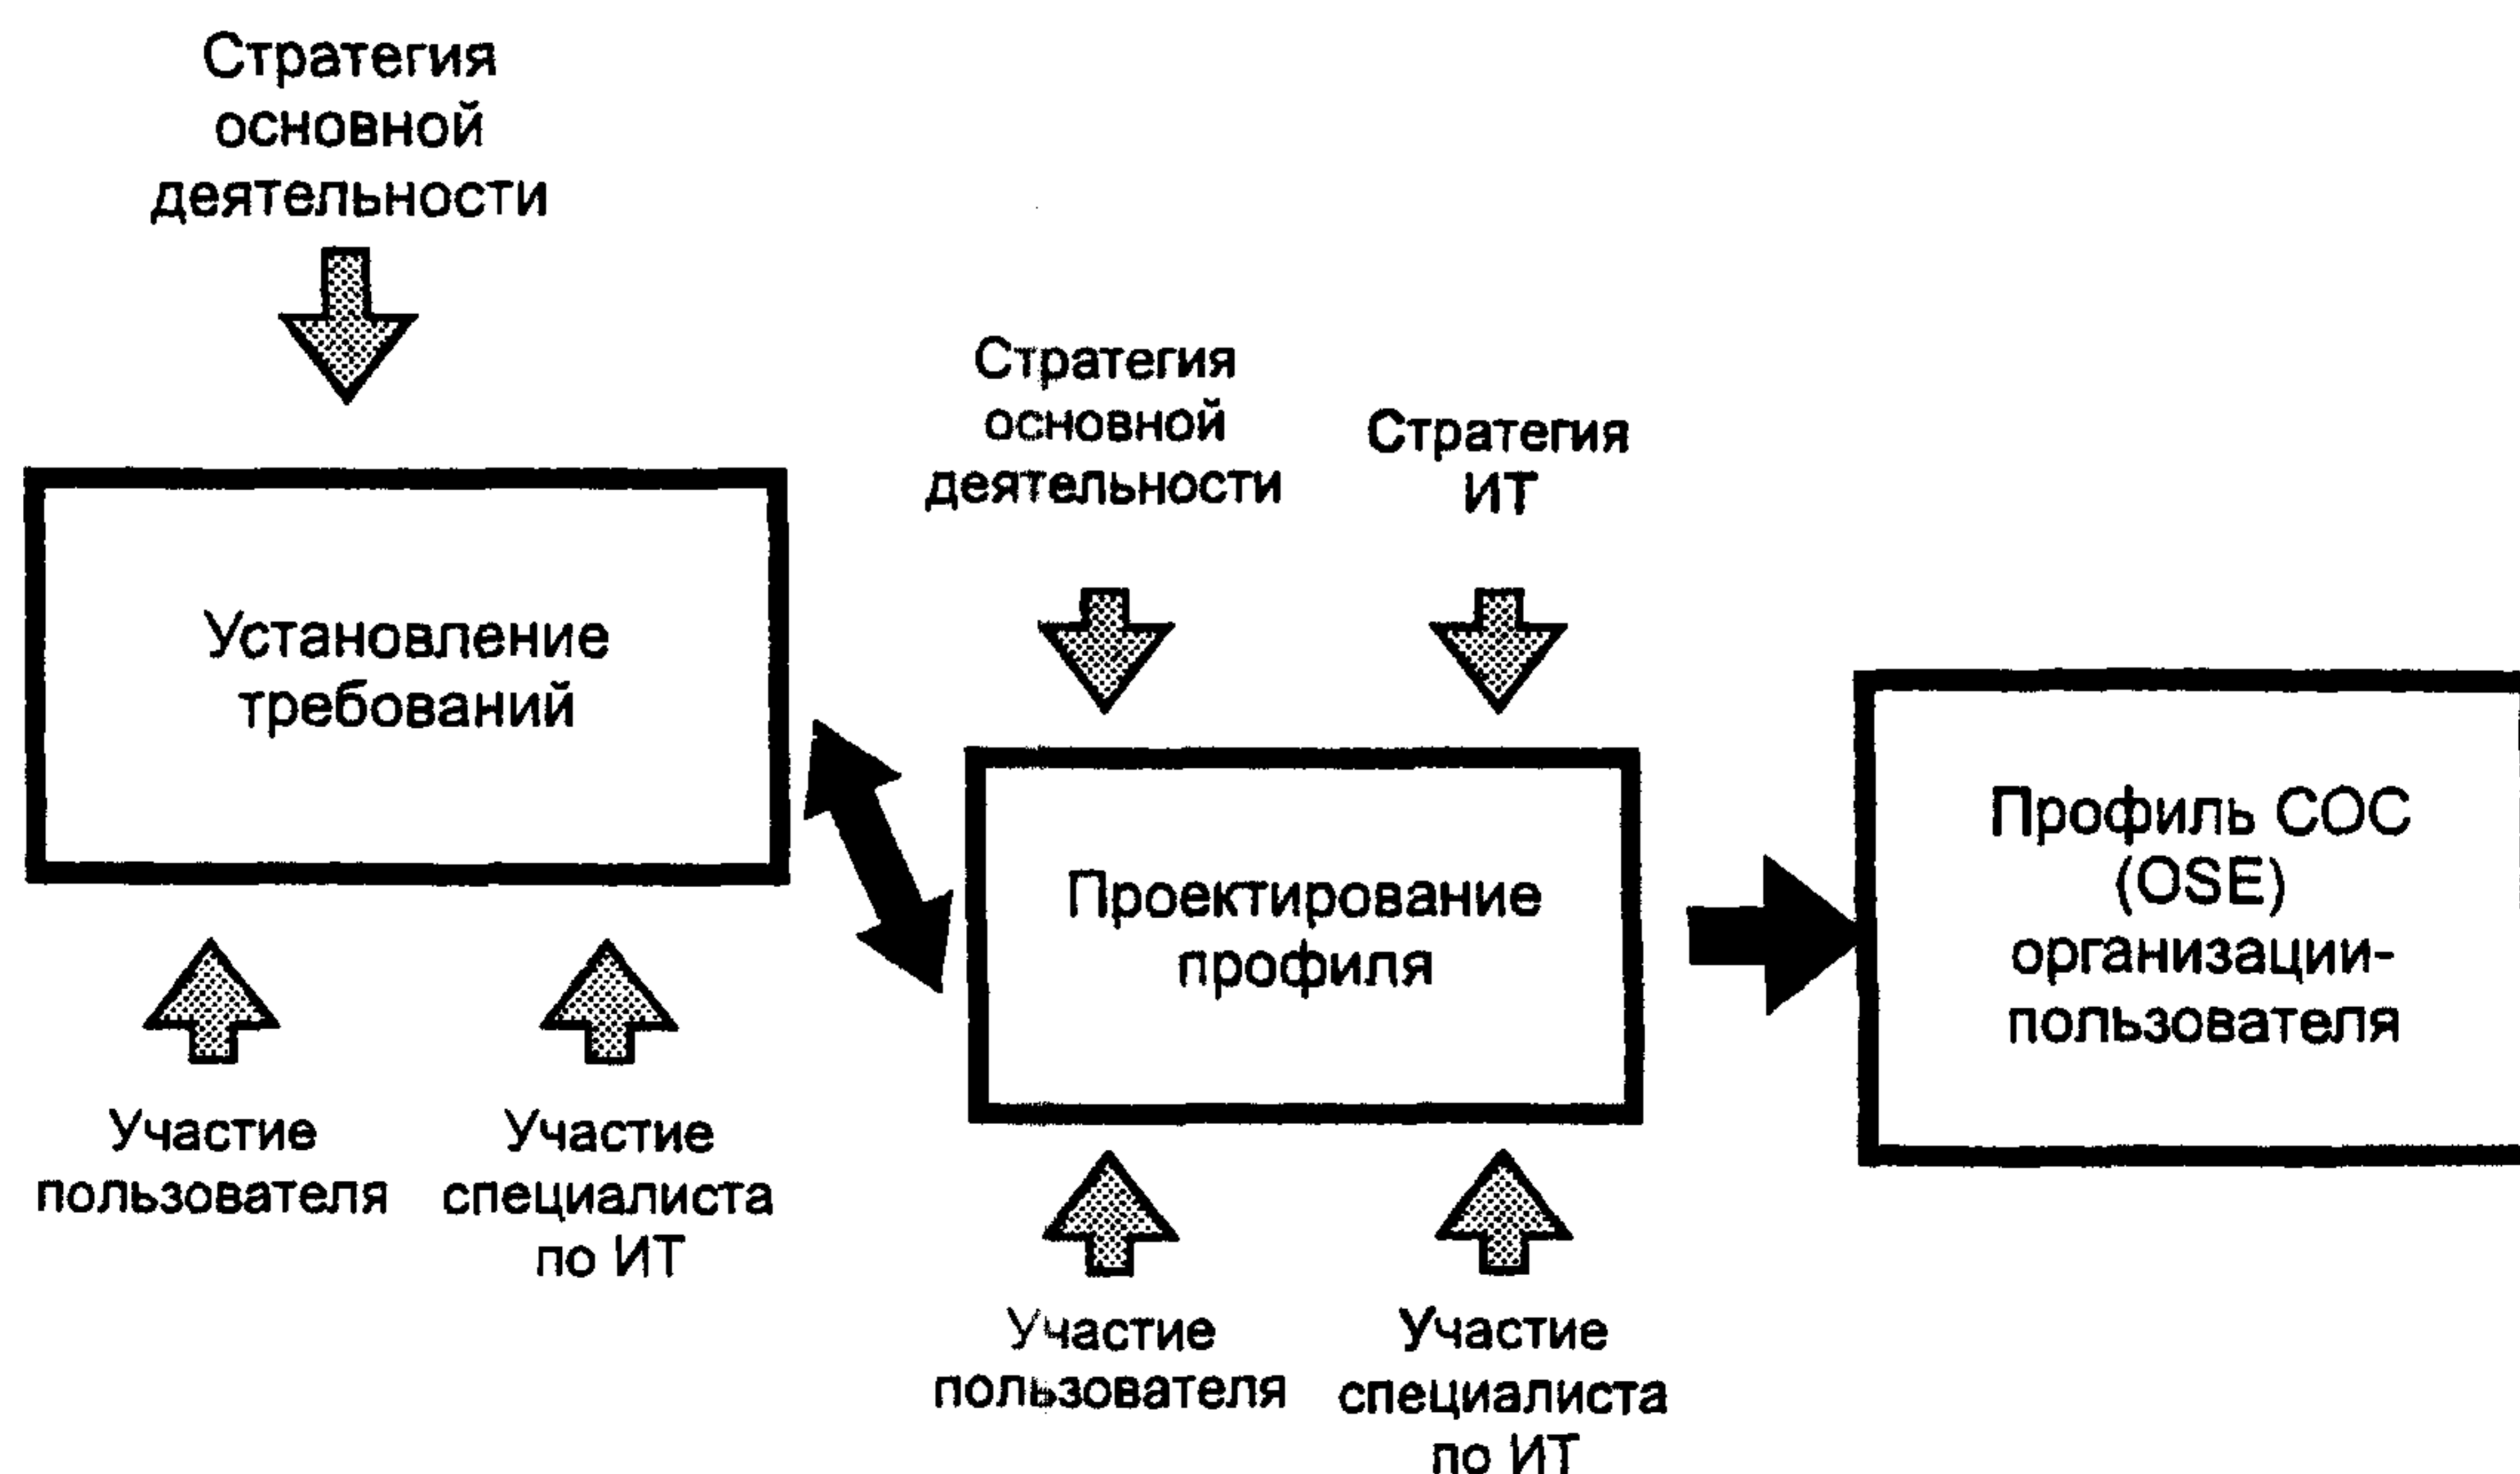 Стратегия
основной
деятельности
Стратегия
основной
деятельности
Стратегия
ИТ
Установление
требований
Проектирование
профиля
Профиль СОС
(OSE)
организации-
пользователя
Участие
пользователя
Участие
специалиста
по ИТ
Участие
пользователя
Участие
специалиста
по ИТ